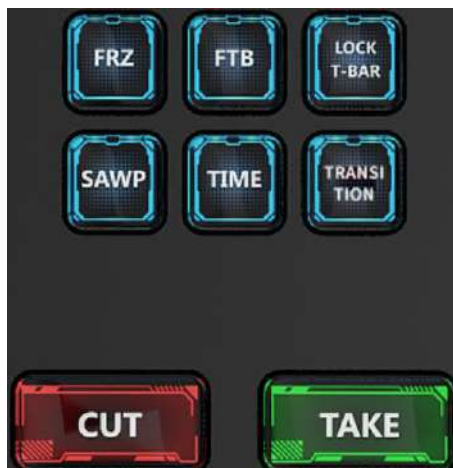 FRZ
FTB
LOCK
T-BAR
SAWP
TIME
TRANSI
TION
CUT
TAKE